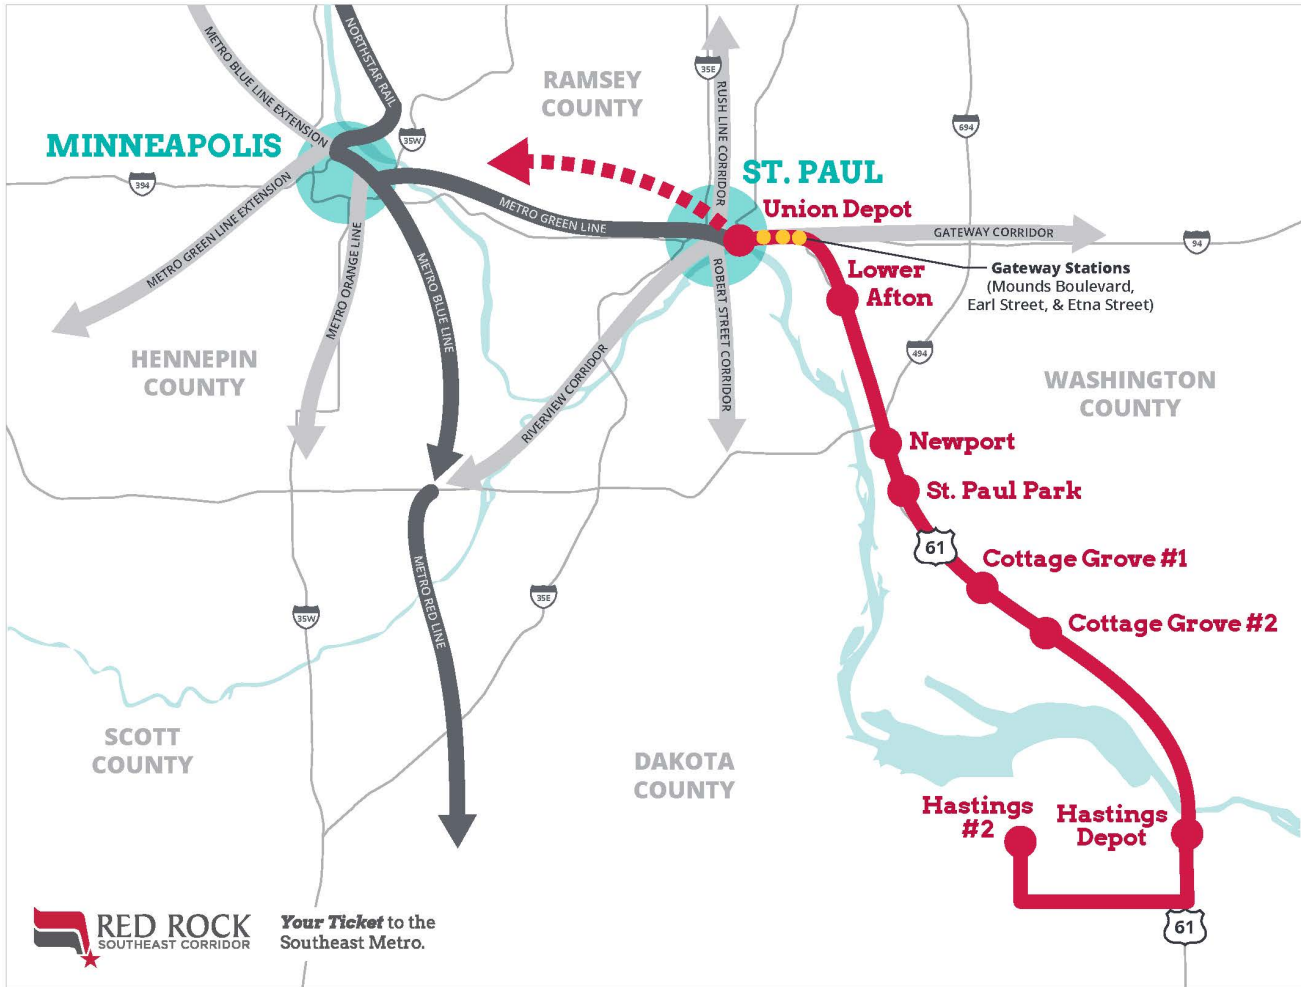 NORTHSTAR RAIL
METRO BLUE LINE EXTENSION
RAMSEY
COUNTY
35E
RUSH LINE CORRIDOR
694
35W
MINNEAPOLIS
394
ST. PAUL
Union Depot
METRO GREEN LINE EXTENSION
METRO ORANGE LINE
METRO GREEN LINE
GATEWAY CORRIDOR
94
Lower
Afton
Gateway Stations
(Mounds Boulevard,
Earl Street, & Etna Street)
METRO BLUE LINE
ROBERT STREET CORRIDOR
RIVERVIEW CORRIDOR
HENNEPIN
COUNTY
494
WASHINGTON
COUNTY
Newport
St. Paul Park
61
Cottage Grove #1
Cottage Grove #2
METRO RED LINE
35E
35W
SCOTT
COUNTY
DAKOTA
COUNTY
Hastings
#2
Hastings
Depot
61
RED ROCK
SOUTHEAST CORRIDOR
Your Ticket to the
Southeast Metro.